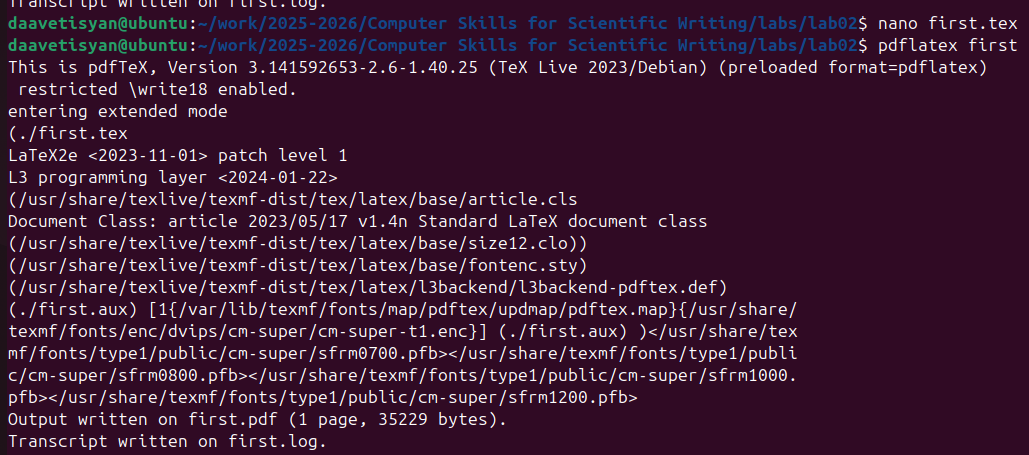 Transcript written on first.log.
daavetisyan@ubuntu:~/work/2025-2026/Computer Skills for Scientific Writing/labs/lab02$ nano first.tex
daavetisyan@ubuntu:~/work/2025-2026/Computer Skills for Scientific Writing/labs/lab02$ pdflatex first
This is pdfTeX, Version 3.141592653-2.6-1.40.25 (TeX Live 2023/Debian) (preloaded format=pdflatex)
 restricted \write18 enabled.
entering extended mode
(./first.tex
LaTeX2e <2023-11-01> patch level 1
L3 programming layer <2024-01-22>
(/usr/share/texlive/texmf-dist/tex/latex/base/article.cls
Document Class: article 2023/05/17 v1.4n Standard LaTeX document class
(/usr/share/texlive/texmf-dist/tex/latex/base/size12.clo))
(/usr/share/texlive/texmf-dist/tex/latex/base/fontenc.sty)
(/usr/share/texlive/texmf-dist/tex/latex/l3backend/l3backend-pdftex.def)
(./first.aux) [1{/var/lib/texmf/fonts/map/pdftex/updmap/pdftex.map}{/usr/share/
texmf/fonts/enc/dvips/cm-super/cm-super-t1.enc}] (./first.aux) )</usr/share/tex
mf/fonts/type1/public/cm-super/sfrm0700.pfb></usr/share/texmf/fonts/type1/publi
c/cm-super/sfrm0800.pfb></usr/share/texmf/fonts/type1/public/cm-super/sfrm1000.
pfb></usr/share/texmf/fonts/type1/public/cm-super/sfrm1200.pfb>
Output written on first.pdf (1 page, 35229 bytes).
Transcript written on first.log.